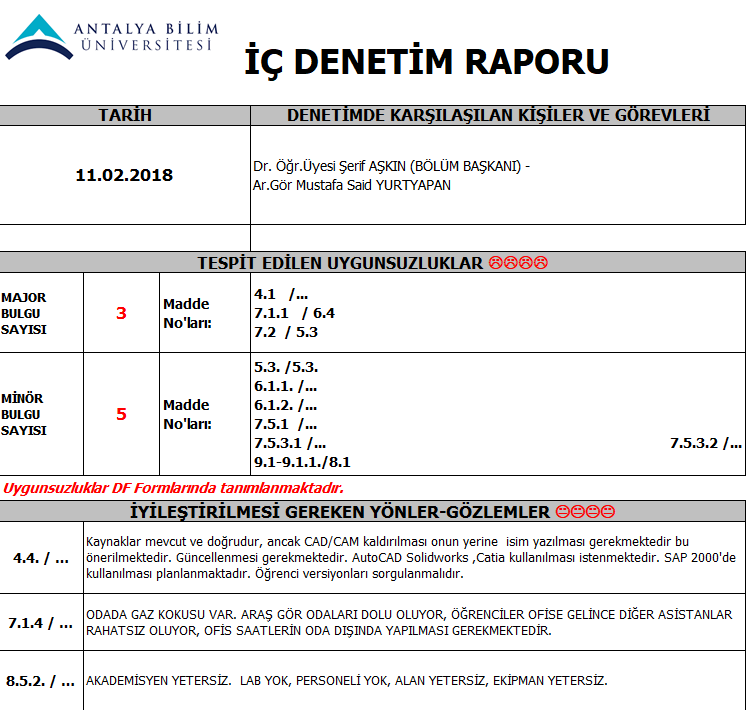 ANTALYA BİLİM
ÜNİVERSİTESİ
İÇ DENETİM RAPORU
TARİH
DENETİMDE KARŞILAŞILAN KİŞİLER VE GÖREVLERİ
11.02.2018
Dr. Öğr.Üyesi Şerif AŞKIN (BÖLÜM BAŞKANI) -
Ar.Gör Mustafa Said YURTYAPAN
TESPİT EDİLEN UYGUNSUZLUKLAR
MAJOR
BULGU
SAYISI
3
Madde
No'ları:
4.1 /...
7.1.1 / 6.4
7.2 / 5.3
MİNÖR
BULGU
SAYISI
5
Madde
No'ları:
5.3. /5.3.
6.1.1. /...
6.1.2. /...
7.5.1 /...
7.5.3.1 /... 7.5.3.2 /...
9.1-9.1.1./8.1
Uygunsuzluklar DF Formlarında tanımlanmaktadır.
İYİLEŞTİRİLMESİ GEREKEN YÖNLER-GÖZLEMLER
4.4. / ...
Kaynaklar mevcut ve doğrudur, ancak CAD/CAM kaldırılması onun yerine isim yazılması gerekmektedir bu
önerilmektedir. Güncellenmesi gerekmektedir. AutoCAD Solidworks ,Catia kullanılması istenmektedir. SAP 2000'de
kullanılması planlanmaktadır. Öğrenci versiyonları sorgulanmalıdır.
7.1.4 / ...
ODADA GAZ KOKUSU VAR. ARAŞ GÖR ODALARI DOLU OLUYOR, ÖĞRENCİLER OFİSE GELİNCE DİĞER ASİSTANLAR
RAHATSIZ OLUYOR, OFİS SAATLERİN ODA DIŞINDA YAPILMASI GEREKMEKTEDİR.
8.5.2. / ...
AKADEMİSYEN YETERSİZ. LAB YOK, PERSONELİ YOK, ALAN YETERSİZ, EKİPMAN YETERSİZ.